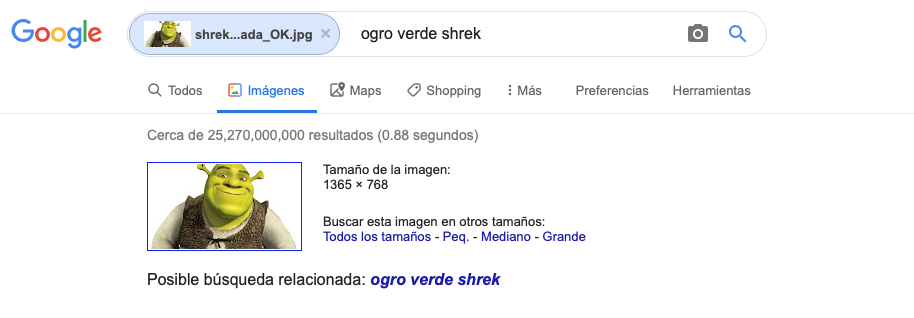 Google shrek...ada_OK.jpg × ogro verde shrek
Todos Imágenes Maps Shopping Más Preferencias Herramientas
Cerca de 25,270,000,000 resultados (0.88 segundos)
Tamaño de la imagen:
1365 × 768
Buscar esta imagen en otros tamaños:
Todos los tamaños - Peq. - Mediano - Grande
Posible búsqueda relacionada: ogro verde shrek